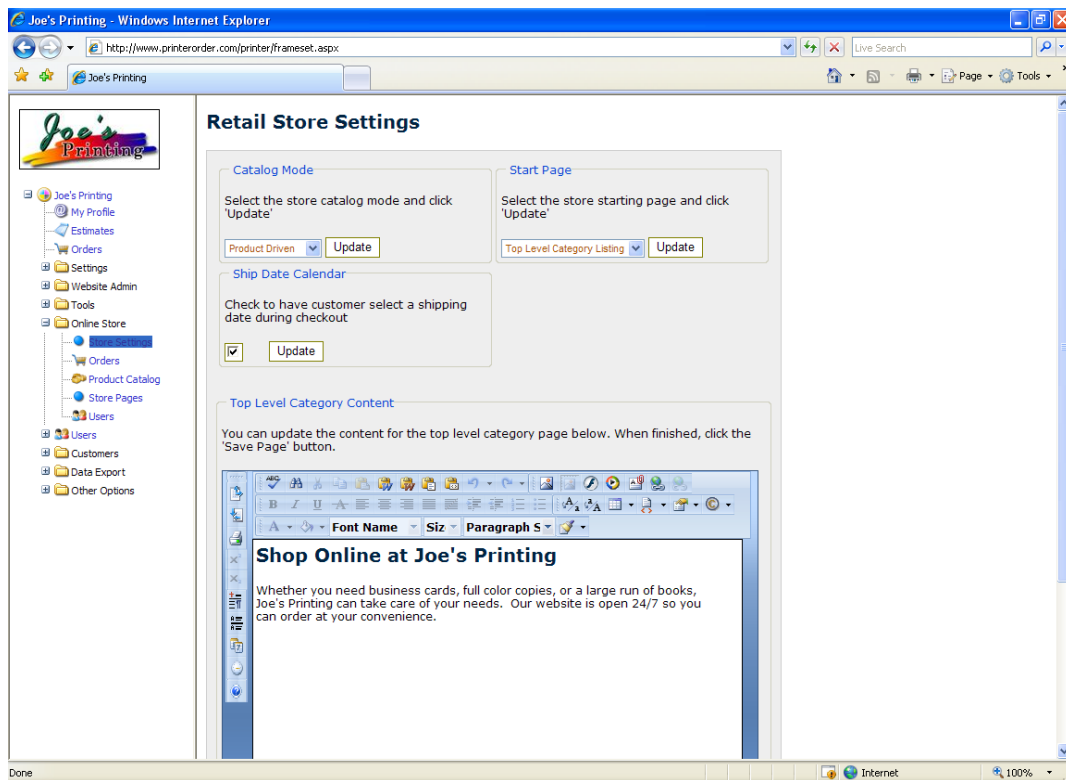 Joe's Printing - Windows Internet Explorer
http://www.printerorder.com/printer/frameset.aspx
Live Search
Joe's Printing
Page
Tools
Joe's
Printing
Joe's Printing
My Profile
Estimates
Orders
Settings
Website Admin
Tools
Online Store
Store Settings
Orders
Product Catalog
Store Pages
Users
Users
Customers
Data Export
Other Options
Retail Store Settings
Catalog Mode
Select the store catalog mode and click
'Update'
Product Driven
Update
Start Page
Select the store starting page and click
'Update'
Top Level Category Listing
Update
Ship Date Calendar
Check to have customer select a shipping
date during checkout
Update
Top Level Category Content
You can update the content for the top level category page below. When finished, click the
'Save Page' button.
ABC
B I U A
A Font Name Siz Paragraph S
Shop Online at Joe's Printing
Whether you need business cards, full color copies, or a large run of books,
Joe's Printing can take care of your needs.  Our website is open 24/7 so you
can order at your convenience.
Done
Internet
100%